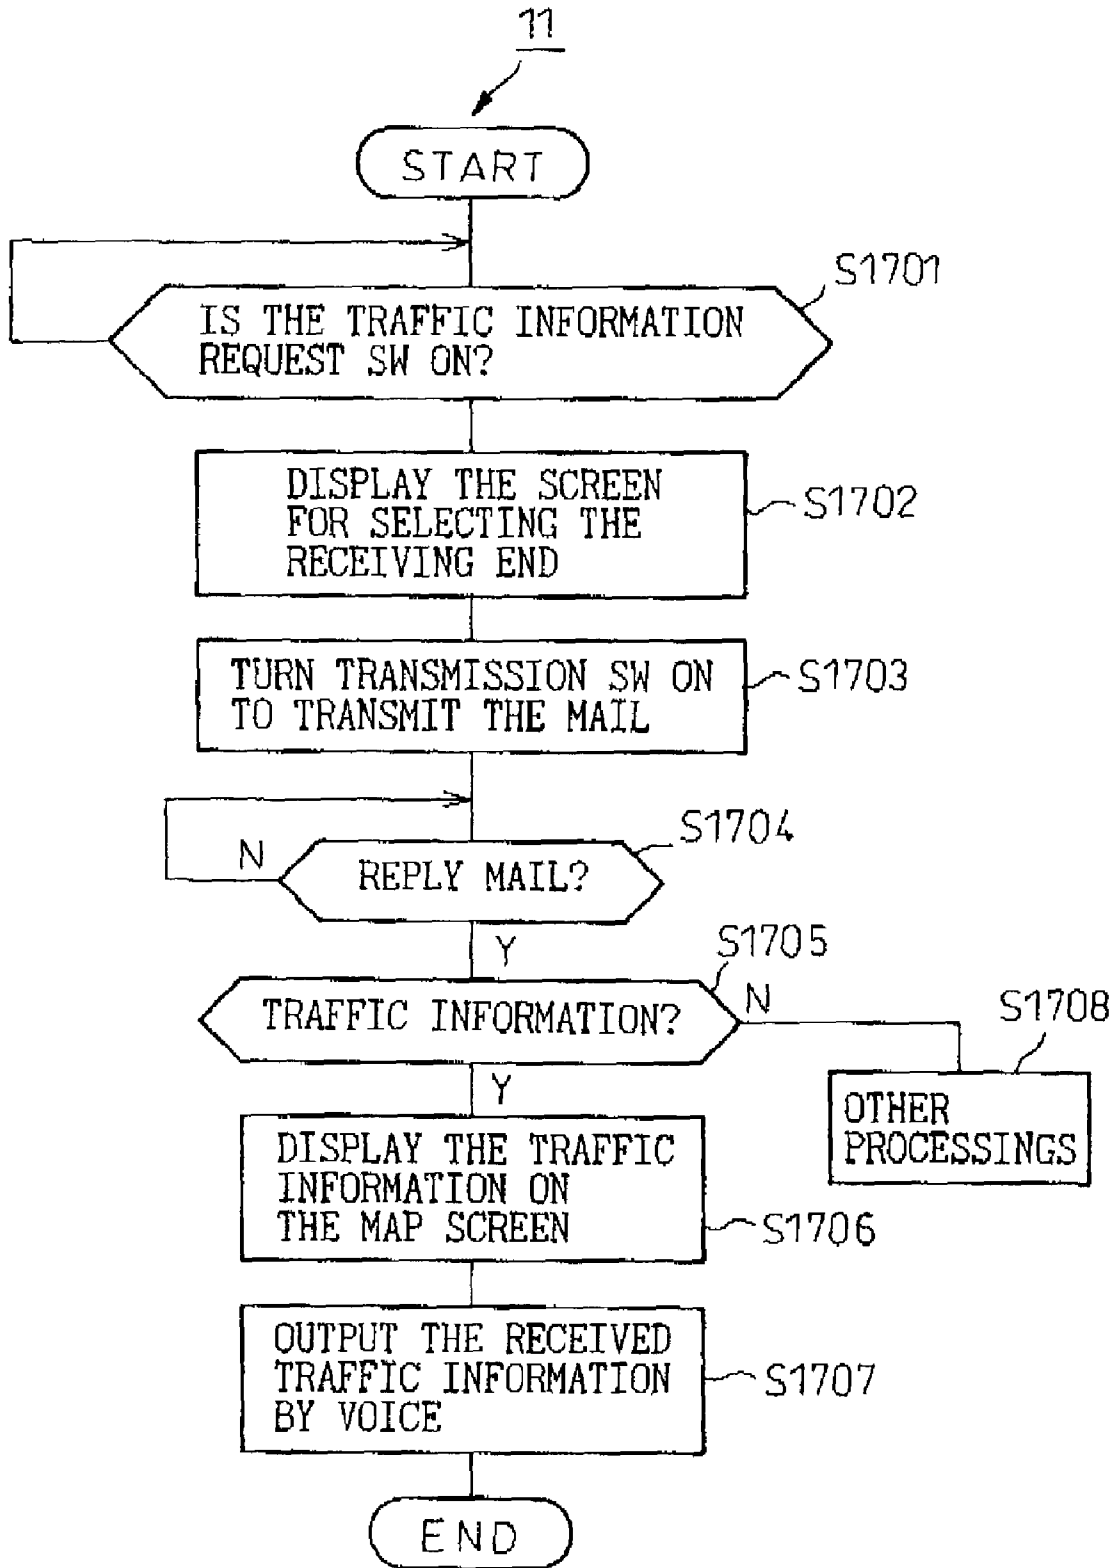 11
START
S1701
IS THE TRAFFIC INFORMATION
REQUEST SW ON?
DISPLAY THE SCREEN
FOR SELECTING THE
RECEIVING END
S1702
TURN TRANSMISSION SW ON
TO TRANSMIT THE MAIL
S1703
S1704
N
REPLY MAIL?
Y
S1705
TRAFFIC INFORMATION?
N
S1708
Y
OTHER
PROCESSINGS
DISPLAY THE TRAFFIC
INFORMATION ON
THE MAP SCREEN
S1706
OUTPUT THE RECEIVED
TRAFFIC INFORMATION
BY VOICE
S1707
END